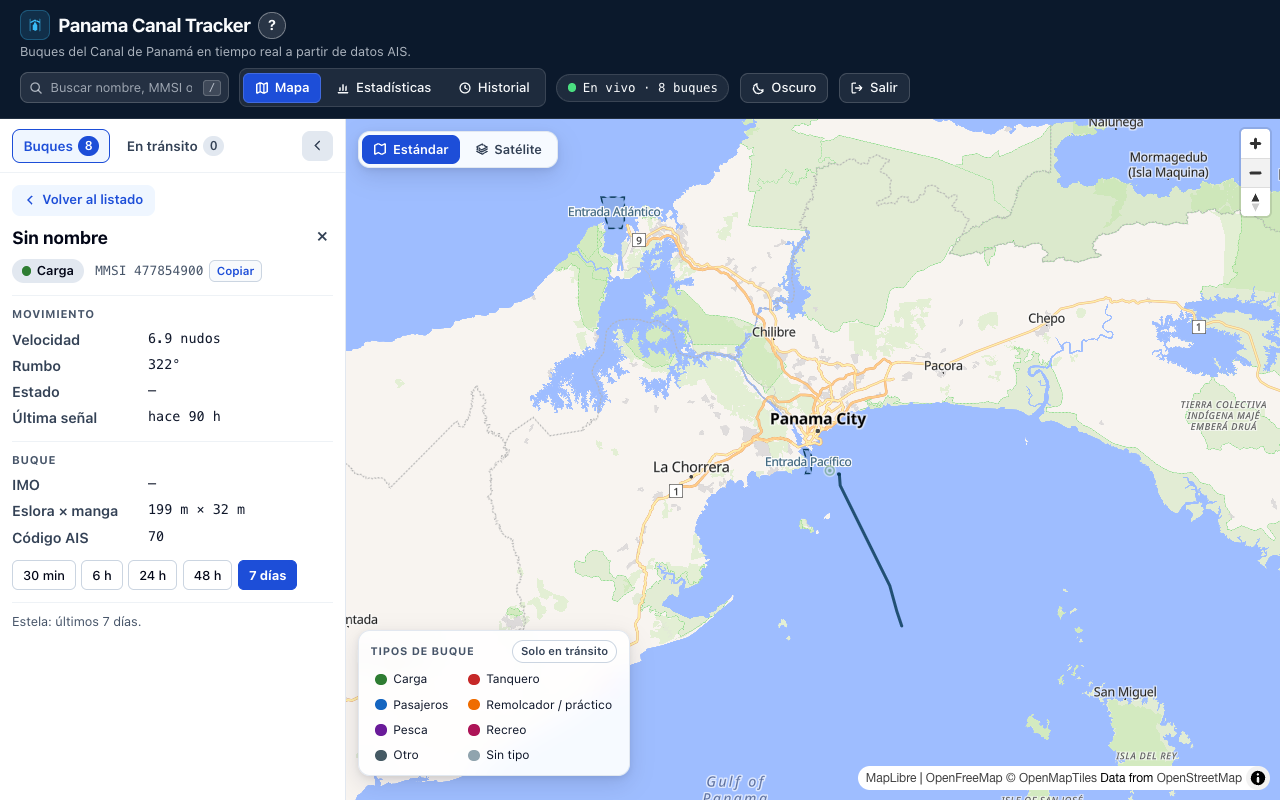 Panama Canal Tracker ?
Buques del Canal de Panamá en tiempo real a partir de datos AIS.
Buscar nombre, MMSI o /
Mapa
Estadísticas
Historial
En vivo · 8 buques
Oscuro
Salir
Buques 8
En tránsito 0
Volver al listado
Sin nombre
Carga
MMSI 477854900
Copiar
MOVIMIENTO
Velocidad 6.9 nudos
Rumbo 322°
Estado —
Última señal hace 90 h
BUQUE
IMO —
Eslora × manga 199 m × 32 m
Código AIS 70
30 min
6 h
24 h
48 h
7 días
Estela: últimos 7 días.
Estándar
Satélite
Nalunega
Mormagedub
(Isla Maquina)
Entrada Atlántico
9
Chilibre
Chepo
1
Pacora
TIERRA COLECTIVA
INDÍGENA MAJÉ
EMBERÁ DRUÁ
Panama City
Entrada Pacífico
La Chorrera
1
ntada
San Miguel
ISLA DEL REY
Gulf of
Panama
ISLA DE SAN JOSÉ
TIPOS DE BUQUE
Solo en tránsito
Carga
Tanquero
Pasajeros
Remolcador / práctico
Pesca
Recreo
Otro
Sin tipo
MapLibre | OpenFreeMap © OpenMapTiles Data from OpenStreetMap